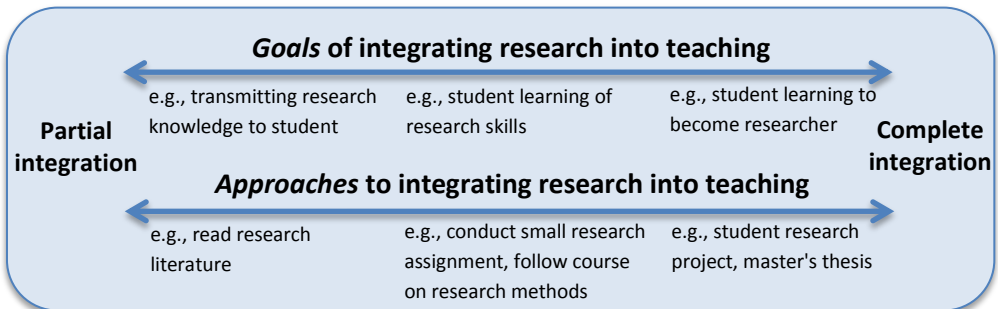 Goals of integrating research into teaching
e.g., transmitting research
knowledge to student
e.g., student learning of
research skills
e.g., student learning to
become researcher
Partial
integration
Complete
integration
Approaches to integrating research into teaching
e.g., read research
literature
e.g., conduct small research
assignment, follow course
on research methods
e.g., student research
project, master's thesis